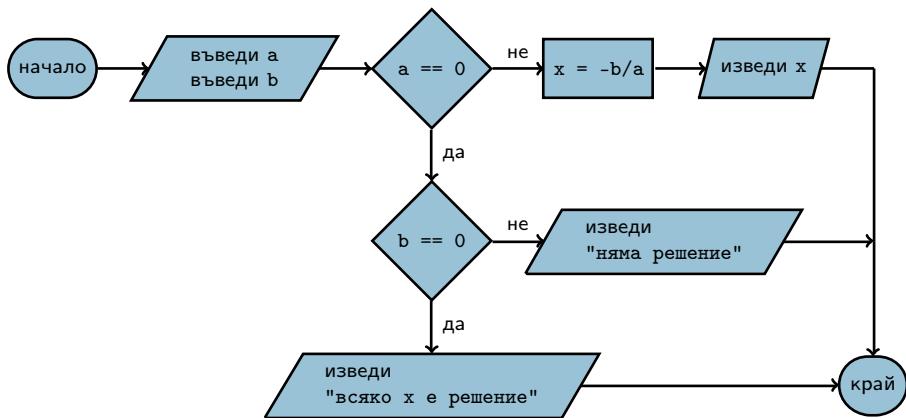 начало
въведи a
въведи b
a == 0
не
x = -b/a
изведи x
да
b == 0
не
изведи
"няма решение"
да
изведи
"всяко x е решение"
край